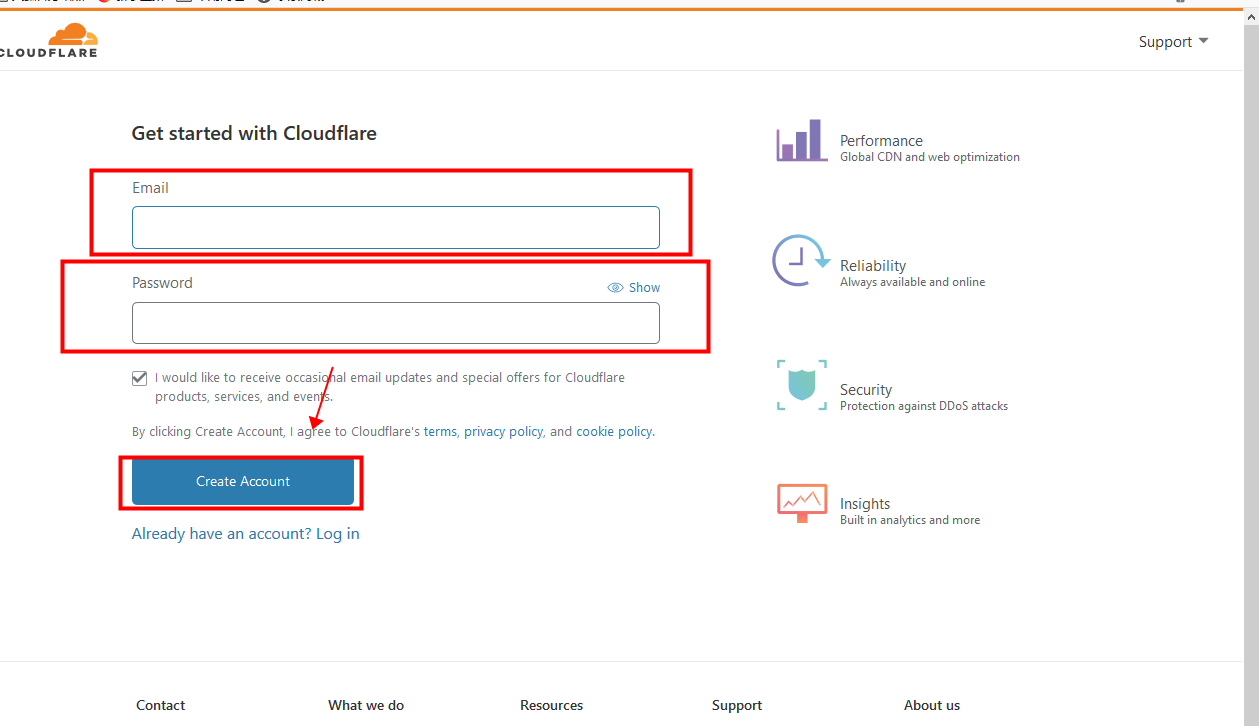 CLOUDFLARE
Support
Get started with Cloudflare
Email
Password
Show
I would like to receive occasional email updates and special offers for Cloudflare
products, services, and events.
By clicking Create Account, I agree to Cloudflare's terms, privacy policy, and cookie policy.
Create Account
Already have an account? Log in
Performance
Global CDN and web optimization
Reliability
Always available and online
Security
Protection against DDoS attacks
Insights
Built in analytics and more
Contact
What we do
Resources
Support
About us